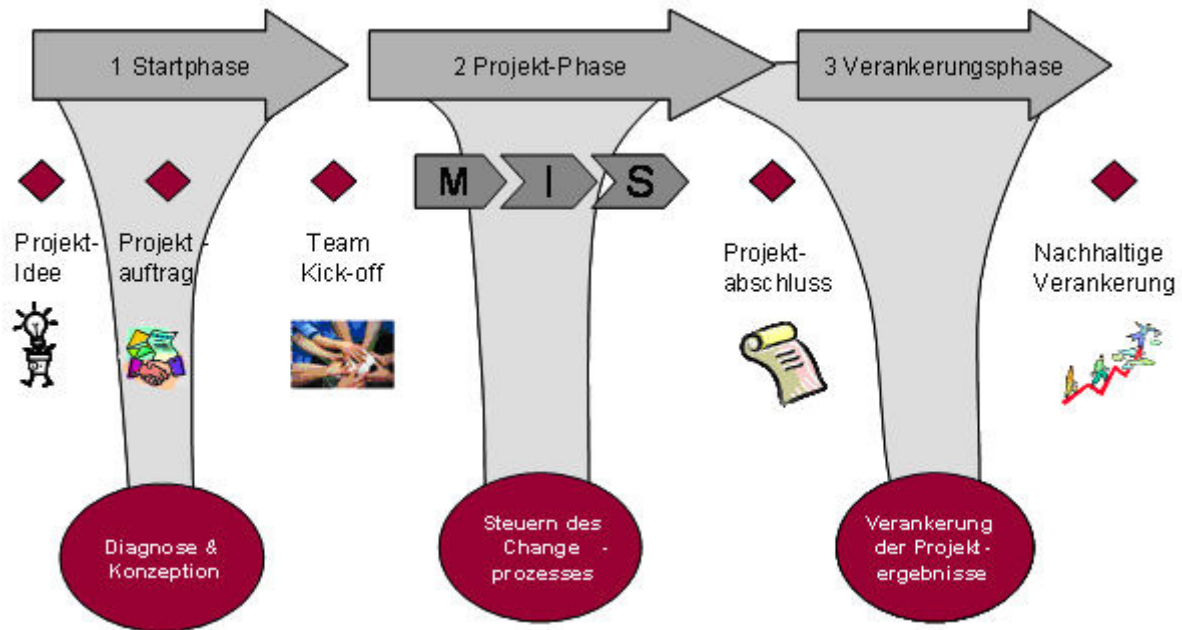 1 Startphase
2 Projekt-Phase
3 Verankerungsphase
M I S
Projekt-
Idee
Projekt -
auftrag
Team
Kick-off
Projekt-
abschluss
Nachhaltige
Verankerung
Diagnose &
Konzeption
Steuern des
Change -
prozesses
Verankerung
der Projekt-
ergebnisse